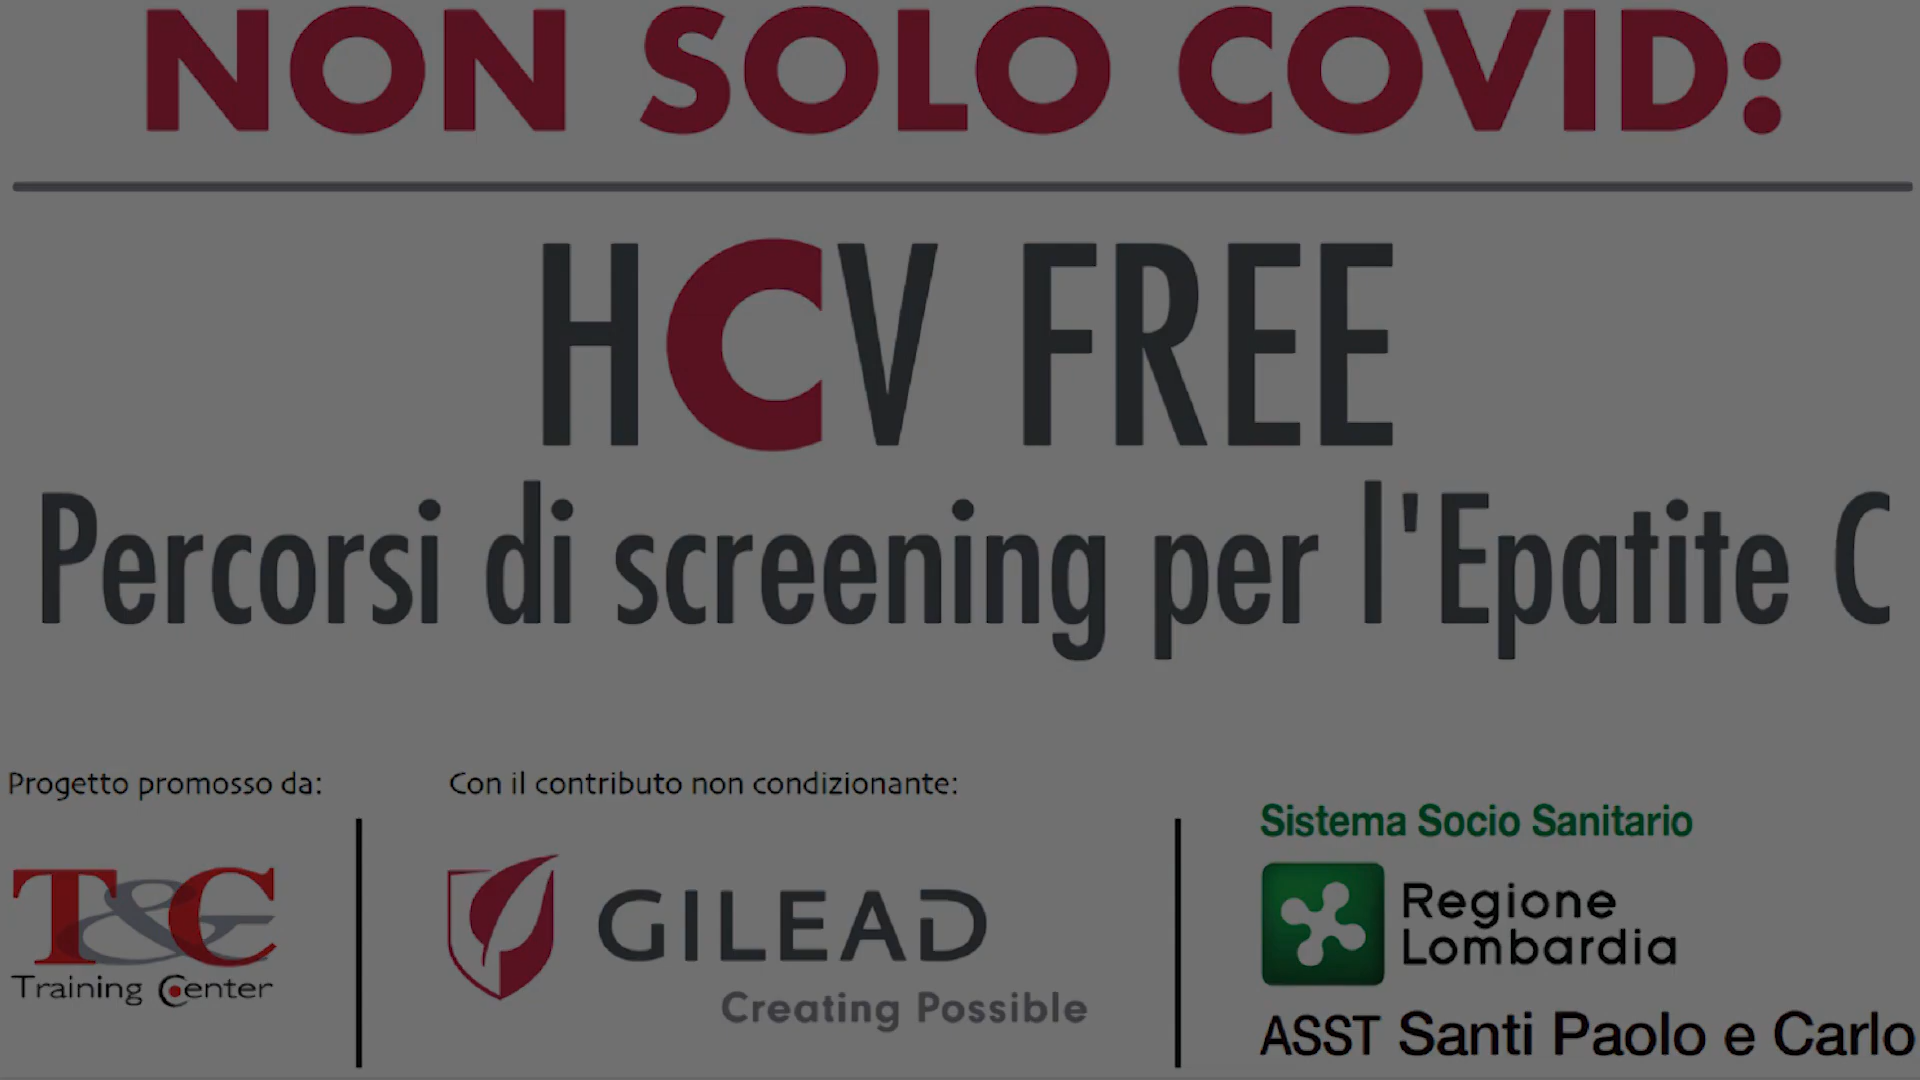 NON SOLO COVID:
HCV FREE
Percorsi di screening per l'Epatite C
Progetto promosso da:
T&C
Training Center
Con il contributo non condizionante:
GILEAD
Creating Possible
Sistema Socio Sanitario
Regione
Lombardia
ASST Santi Paolo e Carlo